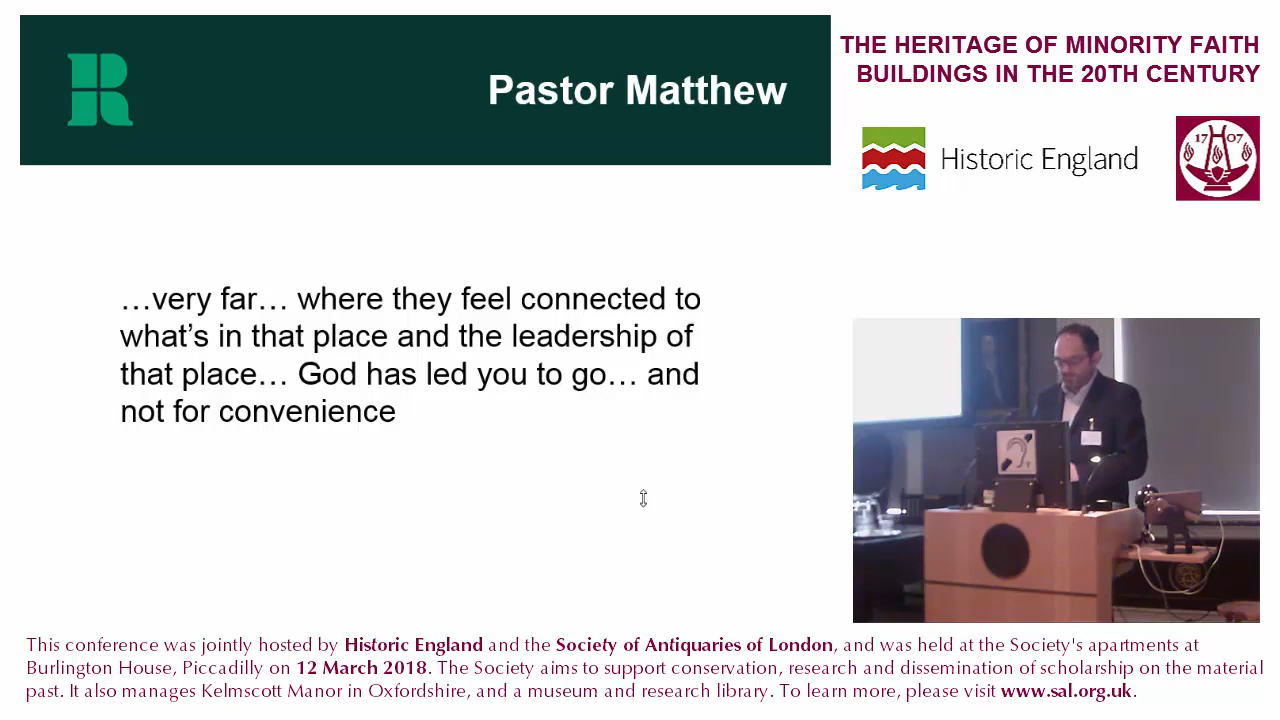 R
Pastor Matthew
THE HERITAGE OF MINORITY FAITH
BUILDINGS IN THE 20TH CENTURY
Historic England
1707
…very far… where they feel connected to
what’s in that place and the leadership of
that place… God has led you to go… and
not for convenience
This conference was jointly hosted by Historic England and the Society of Antiquaries of London, and was held at the Society's apartments at
Burlington House, Piccadilly on 12 March 2018. The Society aims to support conservation, research and dissemination of scholarship on the material
past. It also manages Kelmscott Manor in Oxfordshire, and a museum and research library. To learn more, please visit www.sal.org.uk.